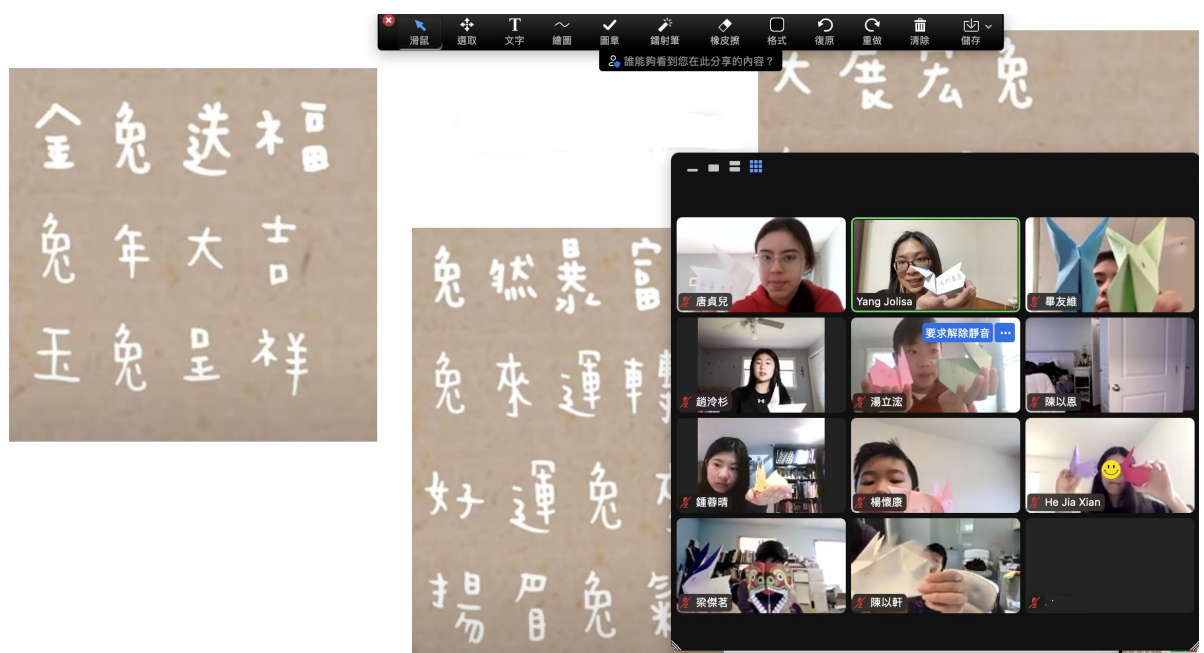 滑鼠 選取 文字 繪圖 圖章 鐳射筆 橡皮擦 格式 復原 重做 清除 儲存
誰能夠看到您在此分享的內容？
金兔送福
兔年大吉
玉兔呈祥
大展宏兔
兔然暴富
兔來運轉
好運兔
揚眉兔氣
唐貞兒
Yang Jolisa
畢友維
趙泠杉
要求解除靜音
湯立浤
陳以恩
鍾蓉晴
楊懷康
He Jia Xian
梁傑茗
陳以軒